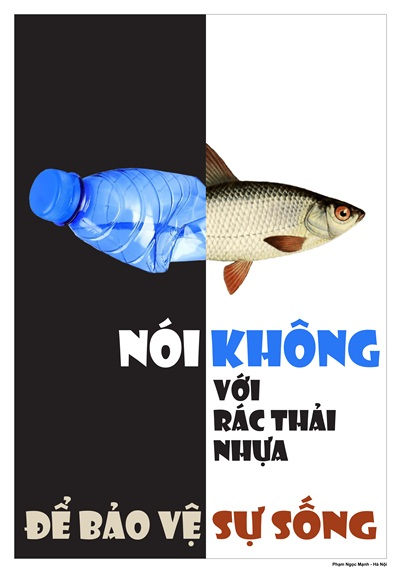 NÓI KHÔNG
VỚI
RÁC THẢI
NHỰA
ĐỂ BẢO VỆ SỰ SỐNG
Phạm Ngọc Mạnh - Hà Nội